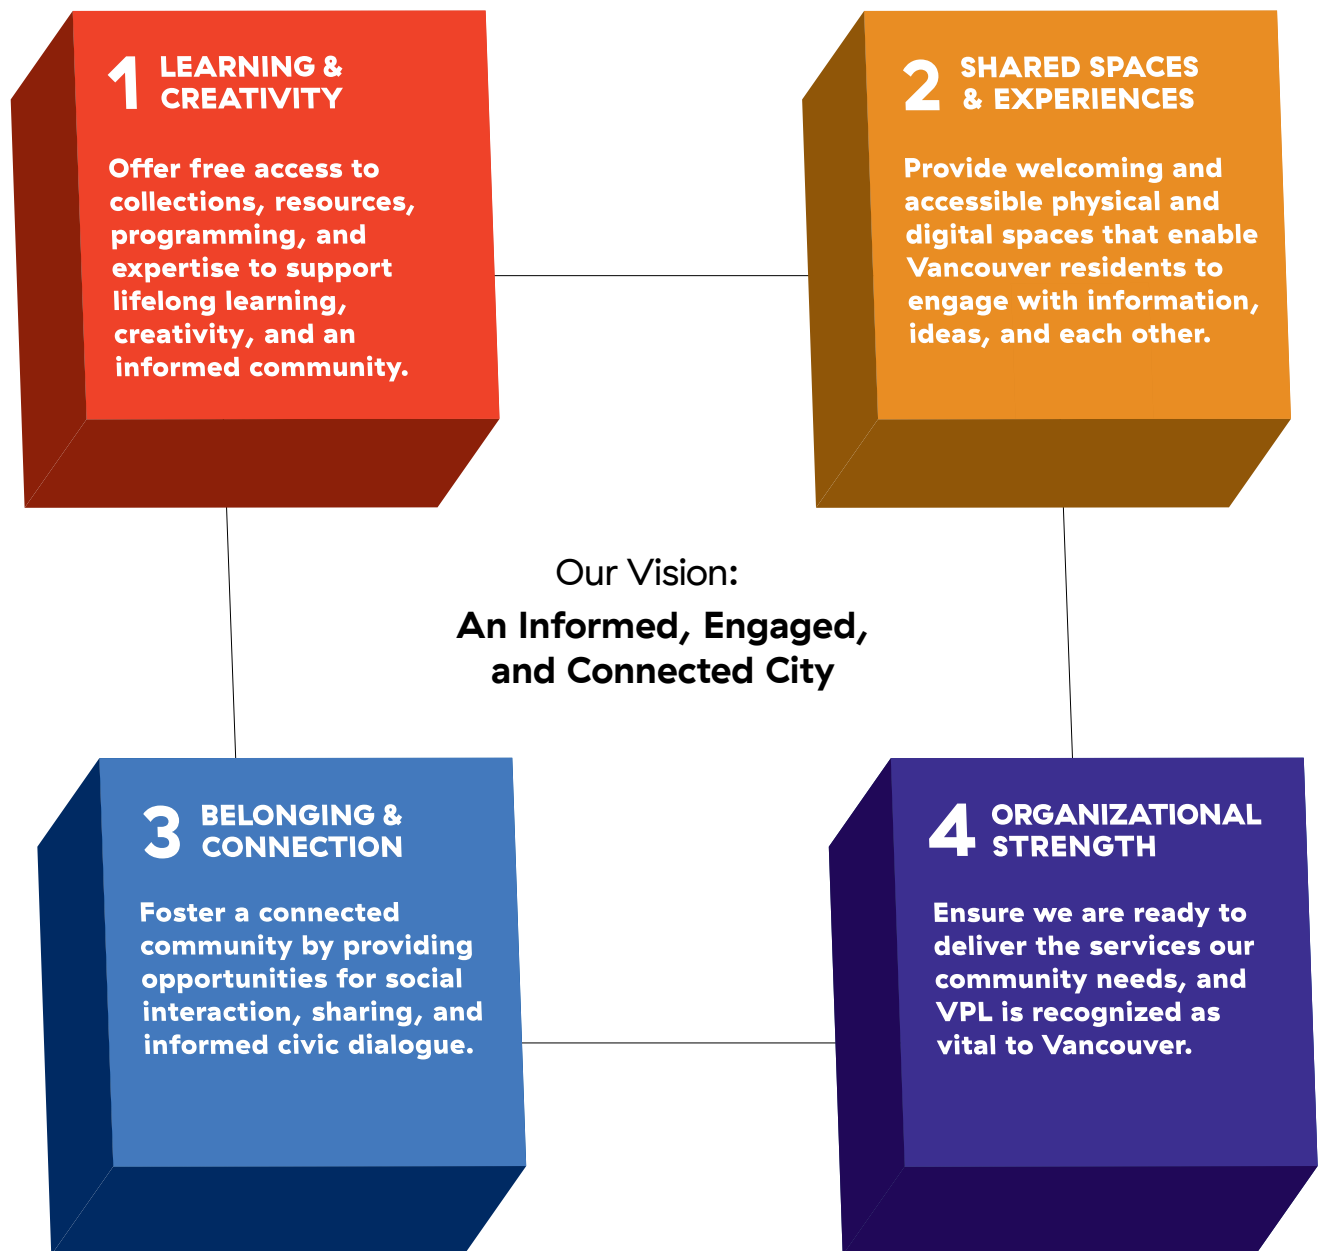 1 LEARNING &
CREATIVITY
Offer free access to
collections, resources,
programming, and
expertise to support
lifelong learning,
creativity, and an
informed community.
2 SHARED SPACES
& EXPERIENCES
Provide welcoming and
accessible physical and
digital spaces that enable
Vancouver residents to
engage with information,
ideas, and each other.
Our Vision:
An Informed, Engaged,
and Connected City
3 BELONGING &
CONNECTION
Foster a connected
community by providing
opportunities for social
interaction, sharing, and
informed civic dialogue.
4 ORGANIZATIONAL
STRENGTH
Ensure we are ready to
deliver the services our
community needs, and
VPL is recognized as
vital to Vancouver.